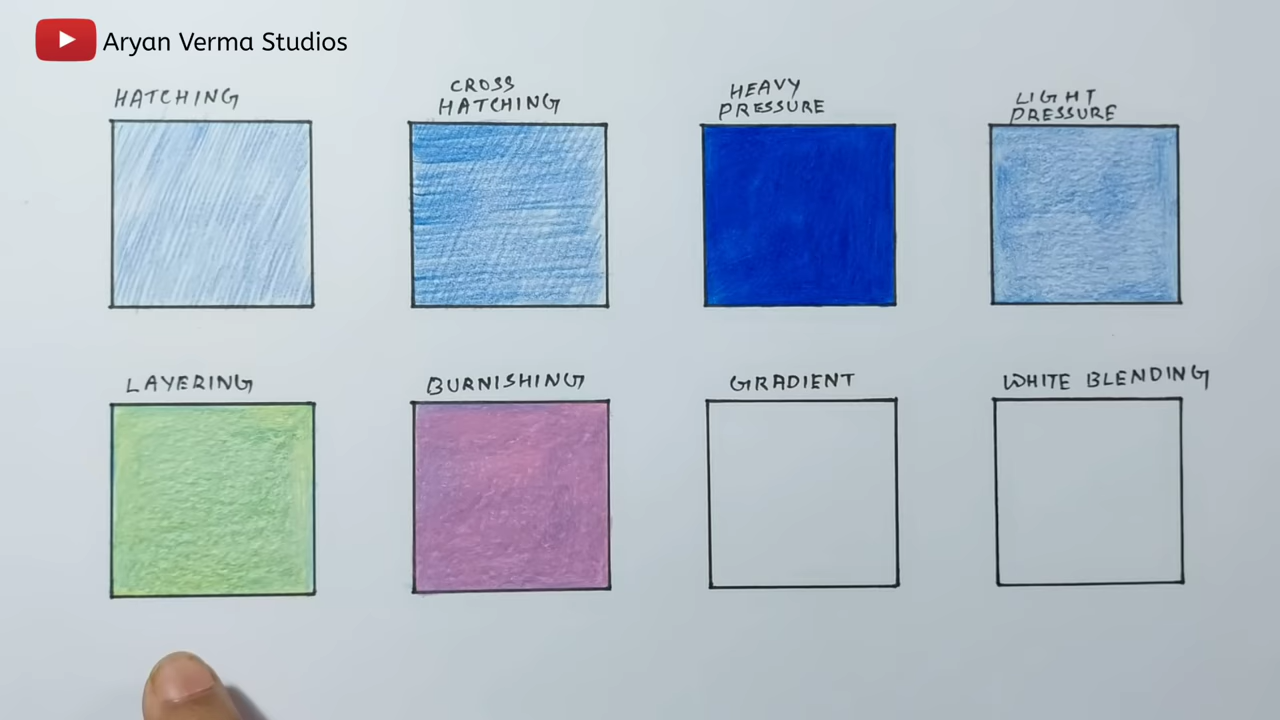 Aryan Verma Studios
HATCHING
CROSS
HATCHING
HEAVY
PRESSURE
LIGHT
PRESSURE
LAYERING
BURNISHING
GRADIENT
WHITE BLENDING